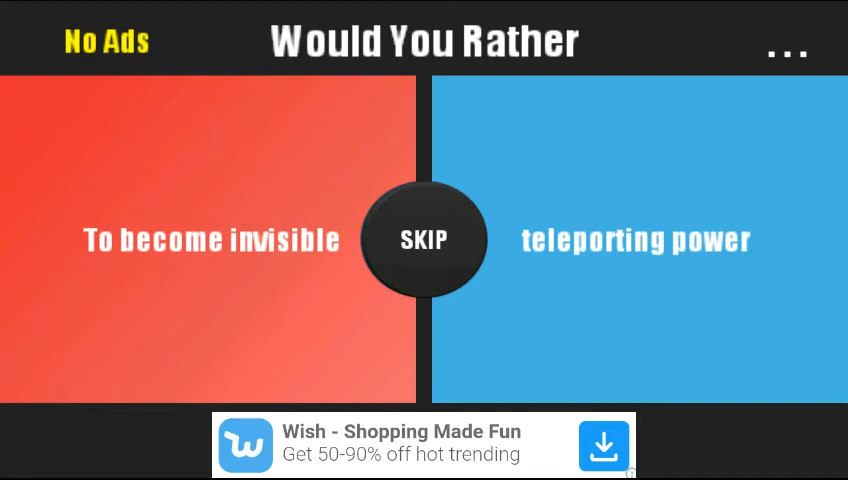 No Ads
Would You Rather
...
To become invisible
SKIP
teleporting power
Wish - Shopping Made Fun
Get 50-90% off hot trending